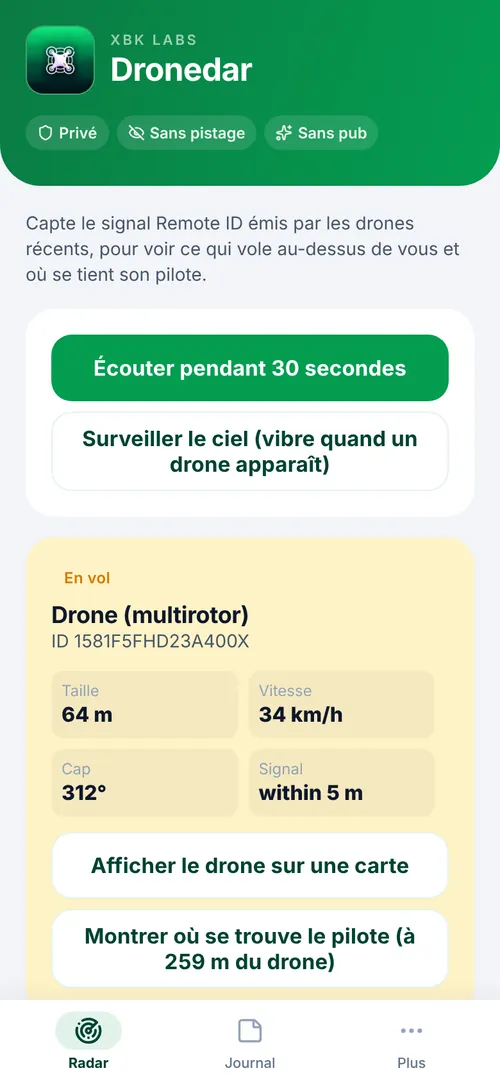 XBK LABS
Dronedar
Privé
Sans pistage
Sans pub
Capte le signal Remote ID émis par les drones
récents, pour voir ce qui vole au-dessus de vous et
où se tient son pilote.
Écouter pendant 30 secondes
Surveiller le ciel (vibre quand un
drone apparaît)
En vol
Drone (multirotor)
ID 1581F5FHD23A400X
Taille
Vitesse
64 m
34 km/h
Cap
Signal
312°
within 5 m
Afficher le drone sur une carte
Montrer où se trouve le pilote (à
259 m du drone)
Radar
Journal
Plus